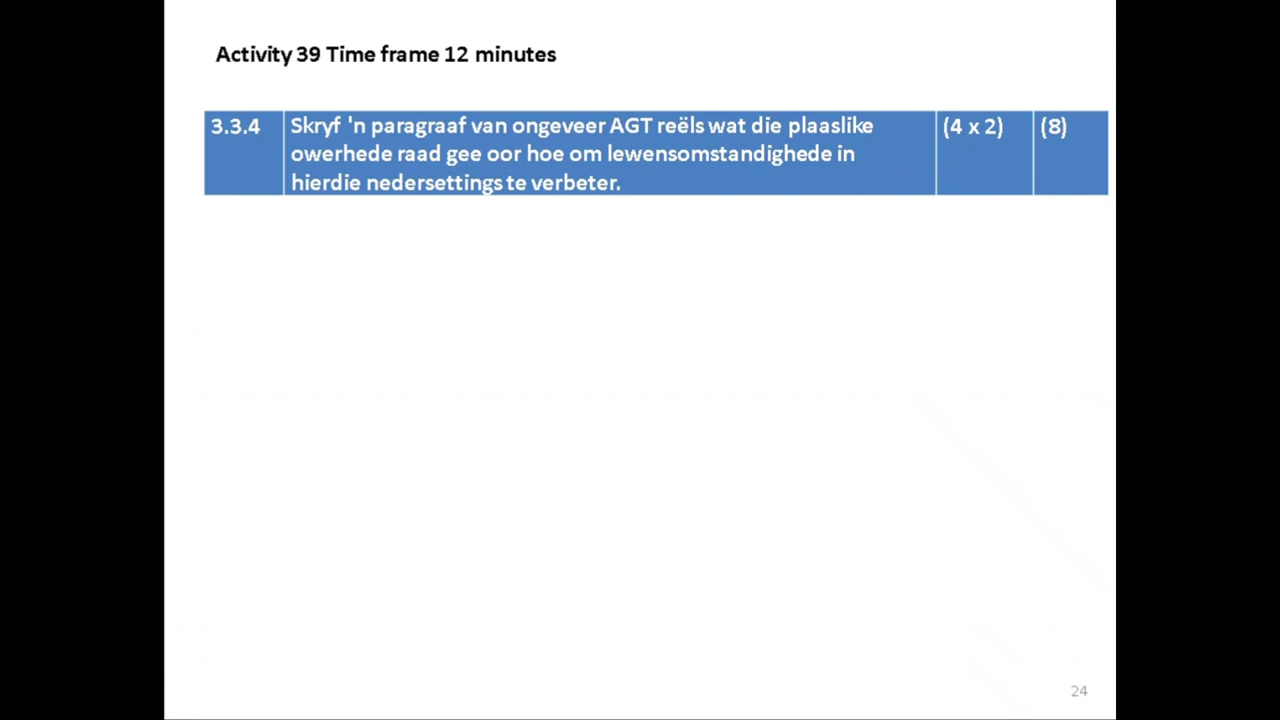 Activity 39 Time frame 12 minutes
3.3.4 Skryf 'n paragraaf van ongeveer AGT reëls wat die plaaslike (4 x 2) (8)
owerhede raad gee oor hoe om lewensomstandighede in
hierdie nedersettings te verbeter.
24